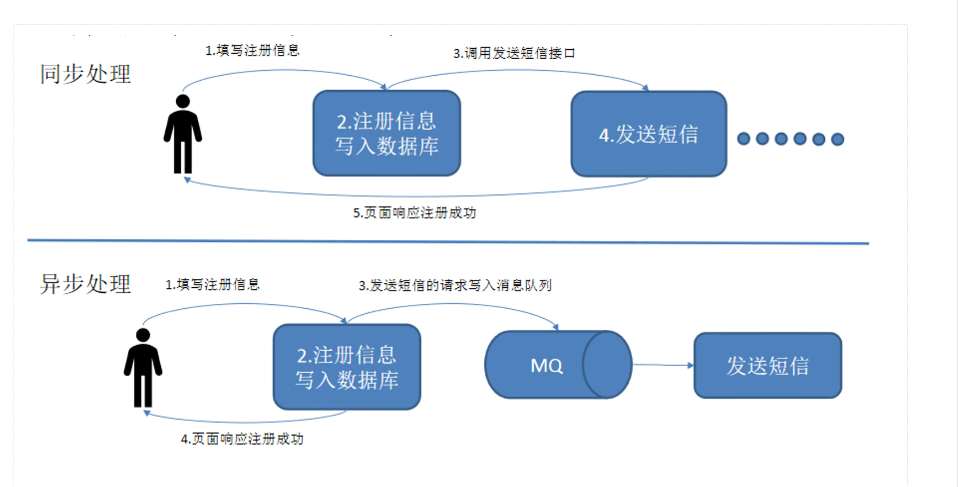 1.填写注册信息
3.调用发送短信接口
同步处理
2.注册信息
写入数据库
4.发送短信
5.页面响应注册成功
异步处理
1.填写注册信息
3.发送短信的请求写入消息队列
2.注册信息
写入数据库
MQ
发送短信
4.页面响应注册成功